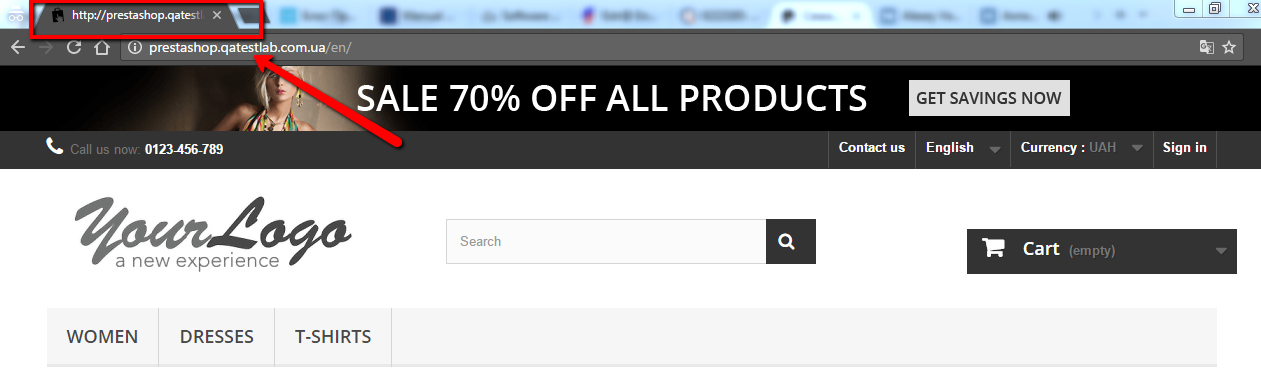 http://prestashop.qatestl
prestashop.qatestlab.com.ua/en/
SALE 70% OFF ALL PRODUCTS
GET SAVINGS NOW
Call us now: 0123-456-789
Contact us
English
Currency : UAH
Sign in
YourLogo
a new experience
Search
Cart (empty)
WOMEN
DRESSES
T-SHIRTS